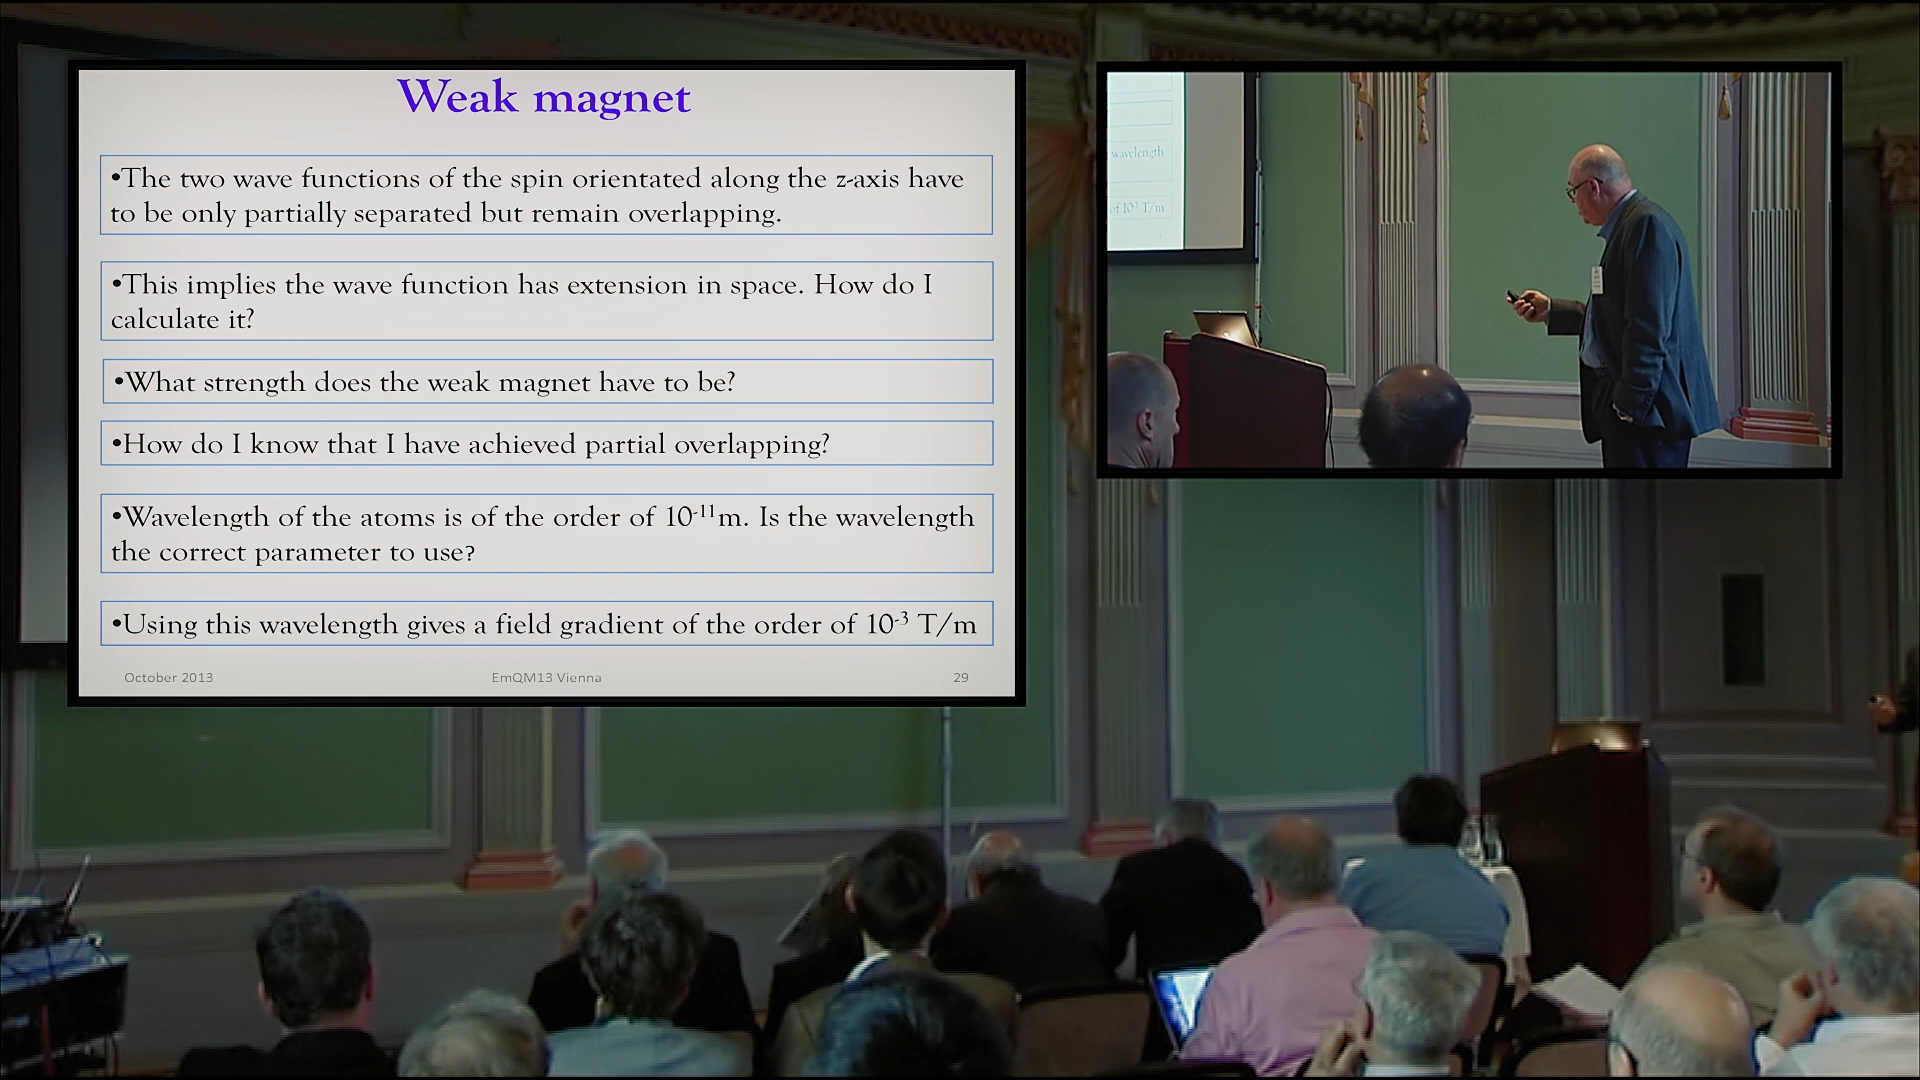 Weak magnet
•The two wave functions of the spin orientated along the z-axis have
to be only partially separated but remain overlapping.
•This implies the wave function has extension in space. How do I
calculate it?
•What strength does the weak magnet have to be?
•How do I know that I have achieved partial overlapping?
•Wavelength of the atoms is of the order of 10⁻¹¹m. Is the wavelength
the correct parameter to use?
•Using this wavelength gives a field gradient of the order of 10⁻³ T/m
October 2013 EmQM13 Vienna 29
wavelength
of 10⁻³ T/m